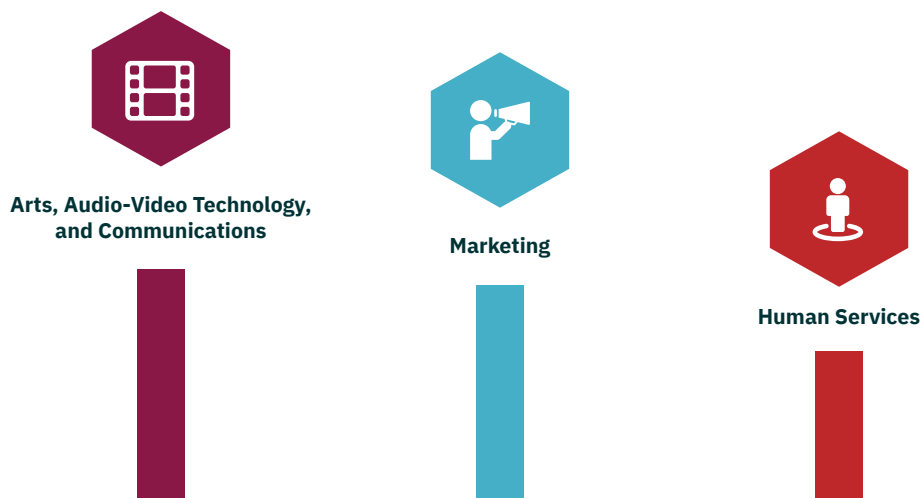 Arts, Audio-Video Technology,
and Communications
Marketing
Human Services